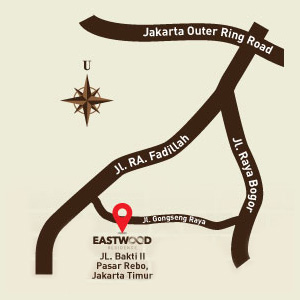 Jakarta Outer Ring Road
U
Jl. RA. Fadillah
Jl. Raya Bogor
Jl. Gongseng Raya
EASTWOOD
RESIDENCE
JL. Bakti II
Pasar Rebo,
Jakarta Timur